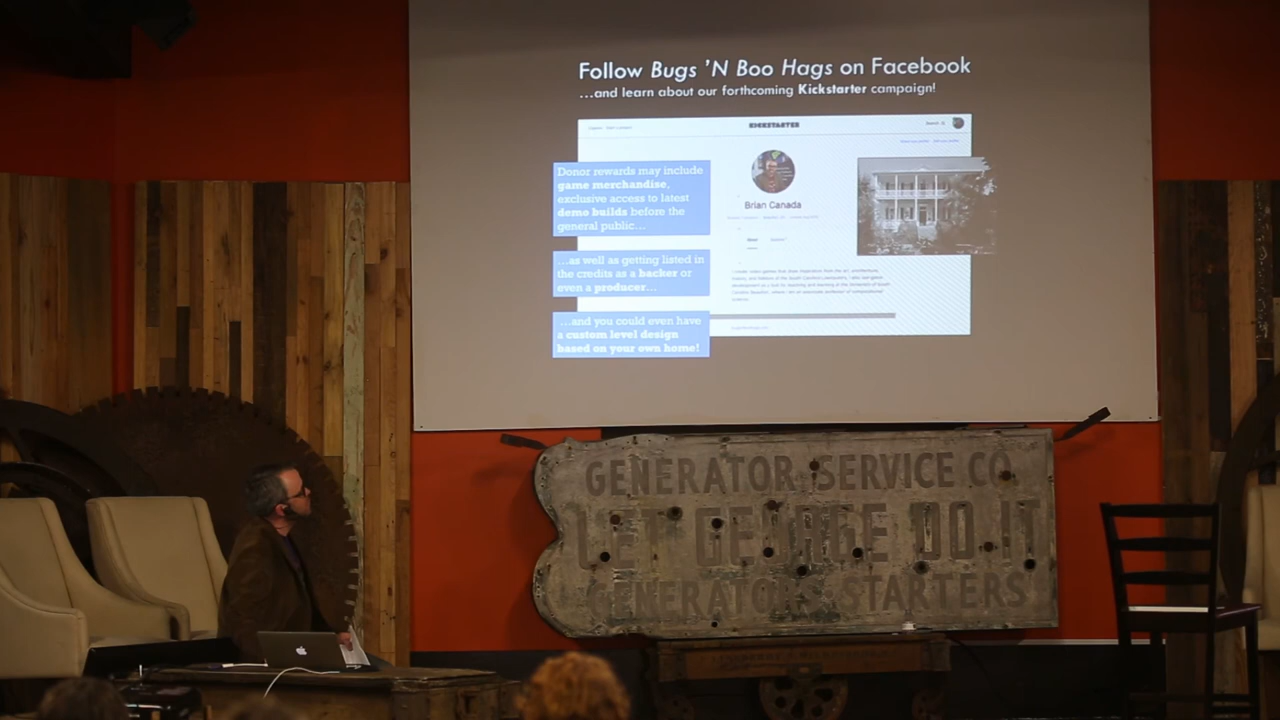 Follow Bugs 'N Boo Hags on Facebook
...and learn about our forthcoming Kickstarter campaign!
KICKSTARTER
Search
Donor rewards may include
game merchandise,
exclusive access to latest
demo builds before the
general public...
...as well as getting listed in
the credits as a backer or
even a producer...
...and you could even have
a custom level design
based on your own home!
Brian Canada
About
GENERATOR SERVICE CO.
LET GEORGE DO IT
GENERATORS STARTERS